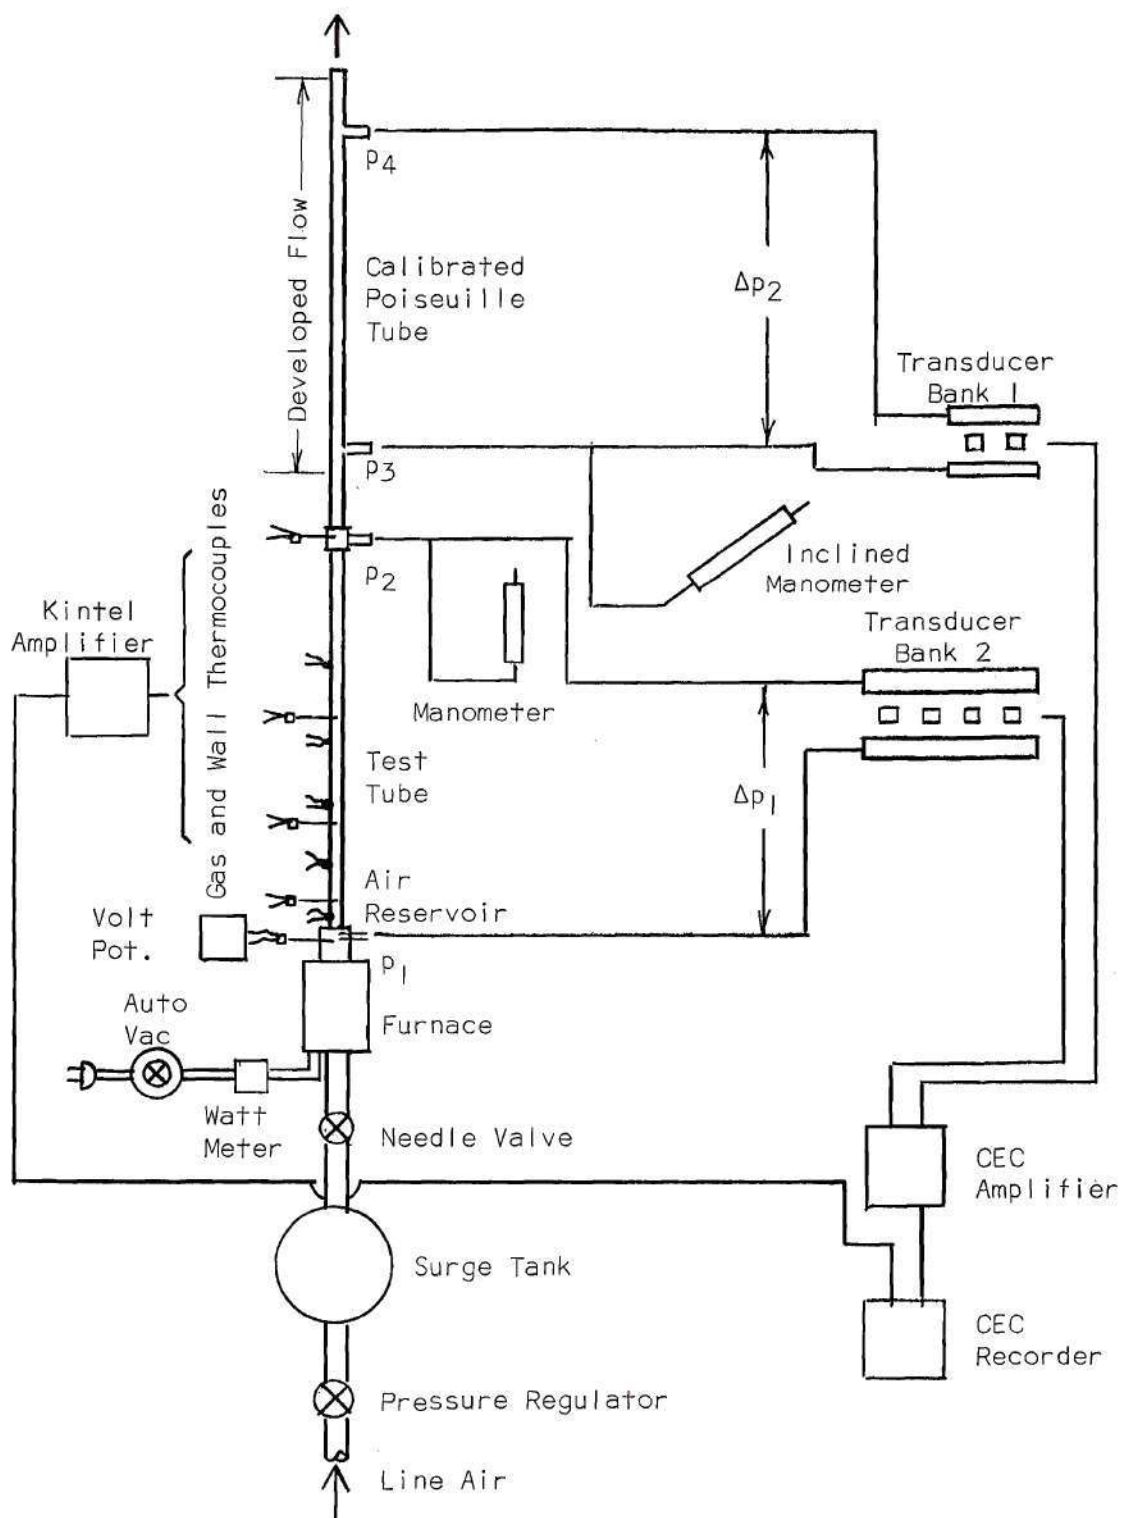 p4
Developed Flow
Calibrated
Poiseuille
Tube
Δp2
Transducer
Bank 1
p3
Gas and Wall Thermocouples
p2
Inclined
Manometer
Kintel
Amplifier
Transducer
Bank 2
Manometer
Test
Tube
Δp1
Air
Reservoir
Volt
Pot.
p1
Auto
Vac
Furnace
Watt
Meter
Needle Valve
CEC
Amplifier
Surge Tank
CEC
Recorder
Pressure Regulator
Line Air